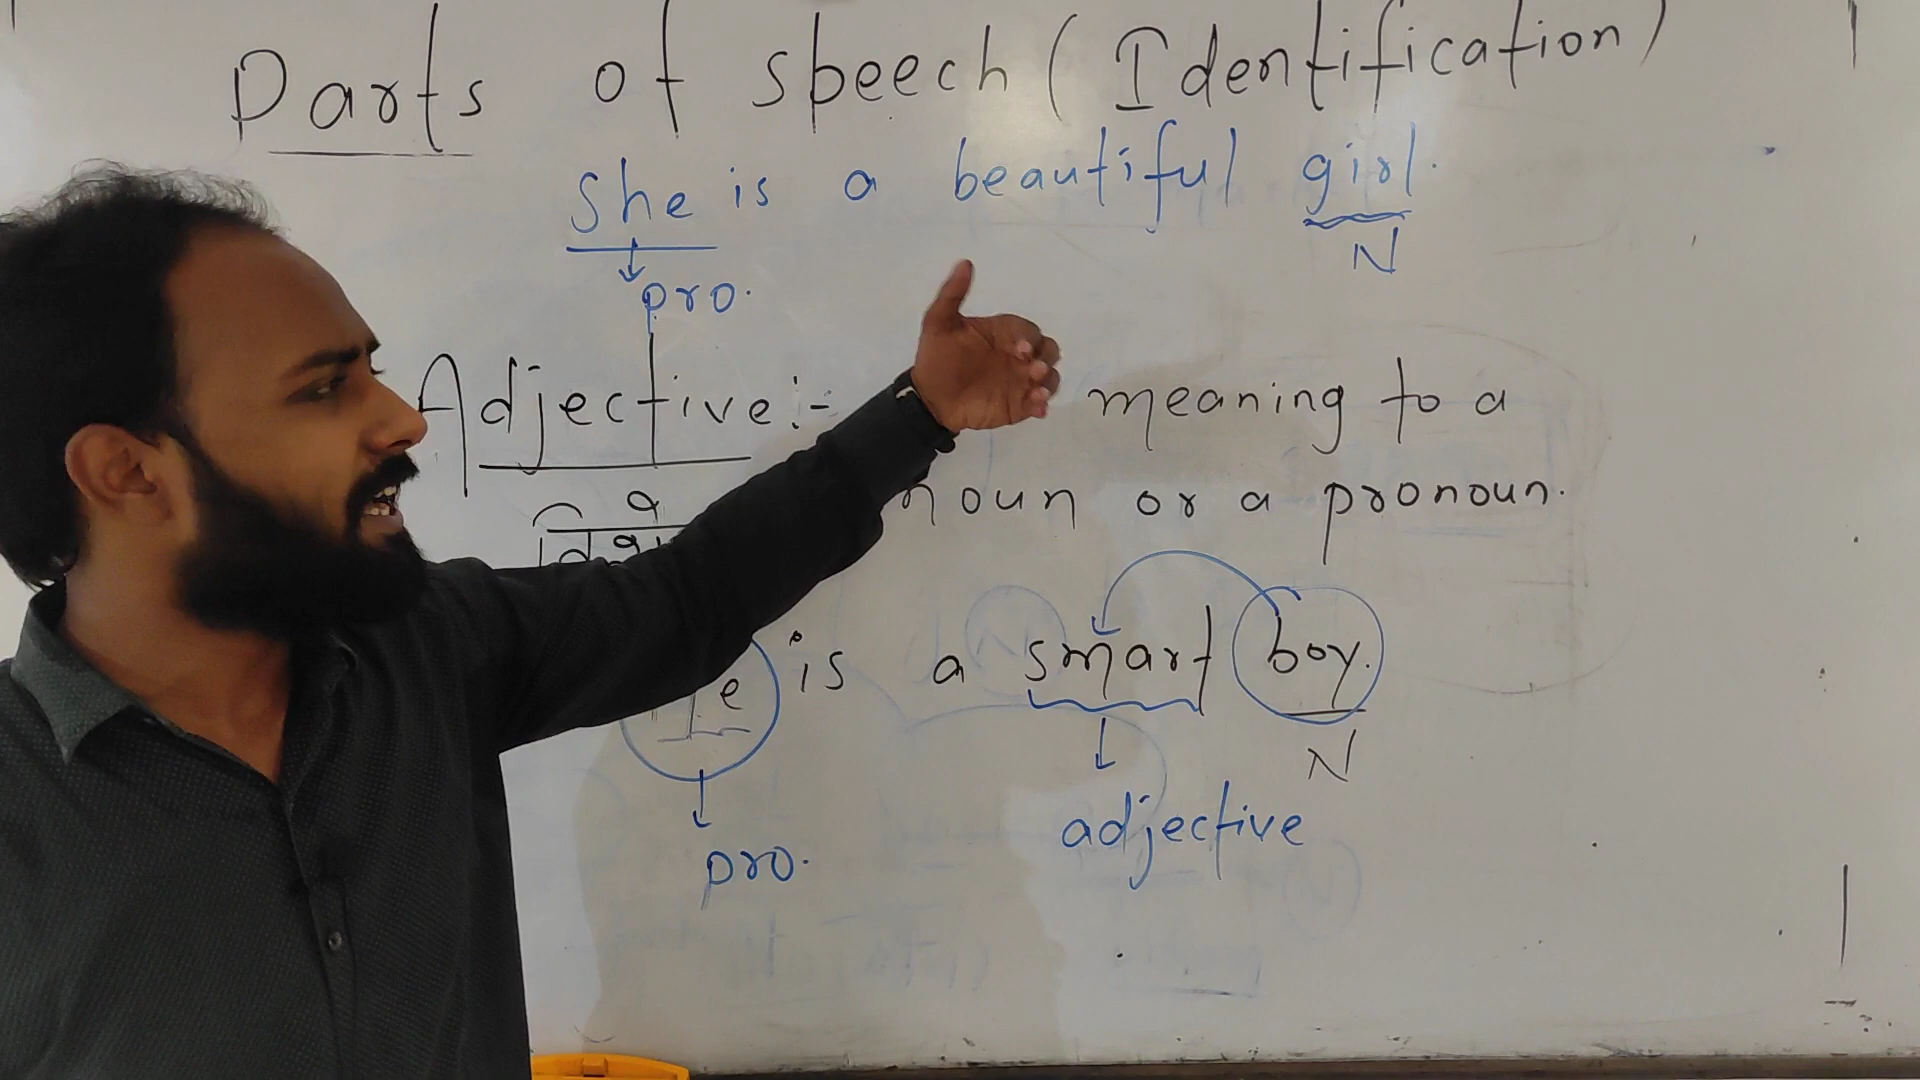 Parts of speech (Identification)
She is a beautiful girl.
N
pro.
Adjective :- meaning to a
noun or a pronoun.
is a smart boy.
N
adjective
pro.